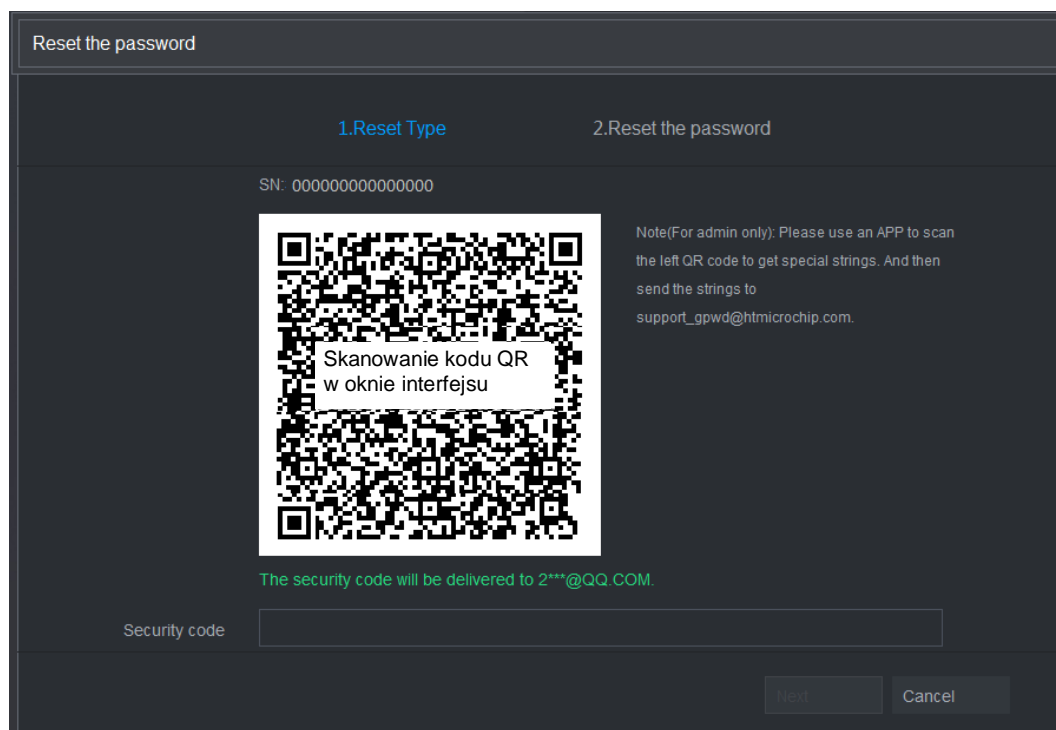 Reset the password
1.Reset Type 2.Reset the password
SN: 000000000000000
Note(For admin only): Please use an APP to scan
the left QR code to get special strings. And then
send the strings to
support_gpwd@htmicrochip.com.
Skanowanie kodu QR
w oknie interfejsu
The security code will be delivered to 2***@QQ.COM.
Security code
Next Cancel